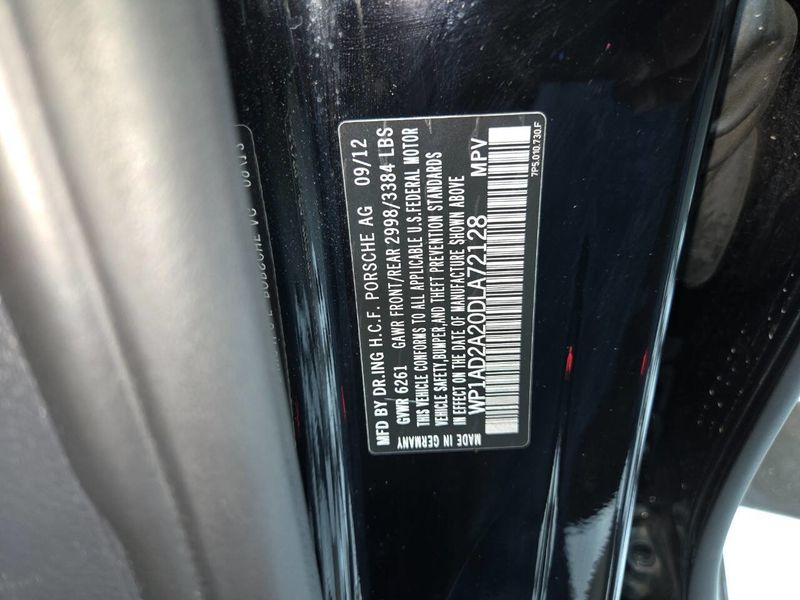 MFD BY DR.ING H.C.F. PORSCHE AG 09/12
GVWR 6261 GAWR FRONT/REAR 2998/3384 LBS
THIS VEHICLE CONFORMS TO ALL APPLICABLE U.S.FEDERAL MOTOR
VEHICLE SAFETY,BUMPER,AND THEFT PREVENTION STANDARDS
IN EFFECT ON THE DATE OF MANUFACTURE SHOWN ABOVE
WP1AD2A20DLA72128 MPV
MADE IN GERMANY 7P5.010.730.F